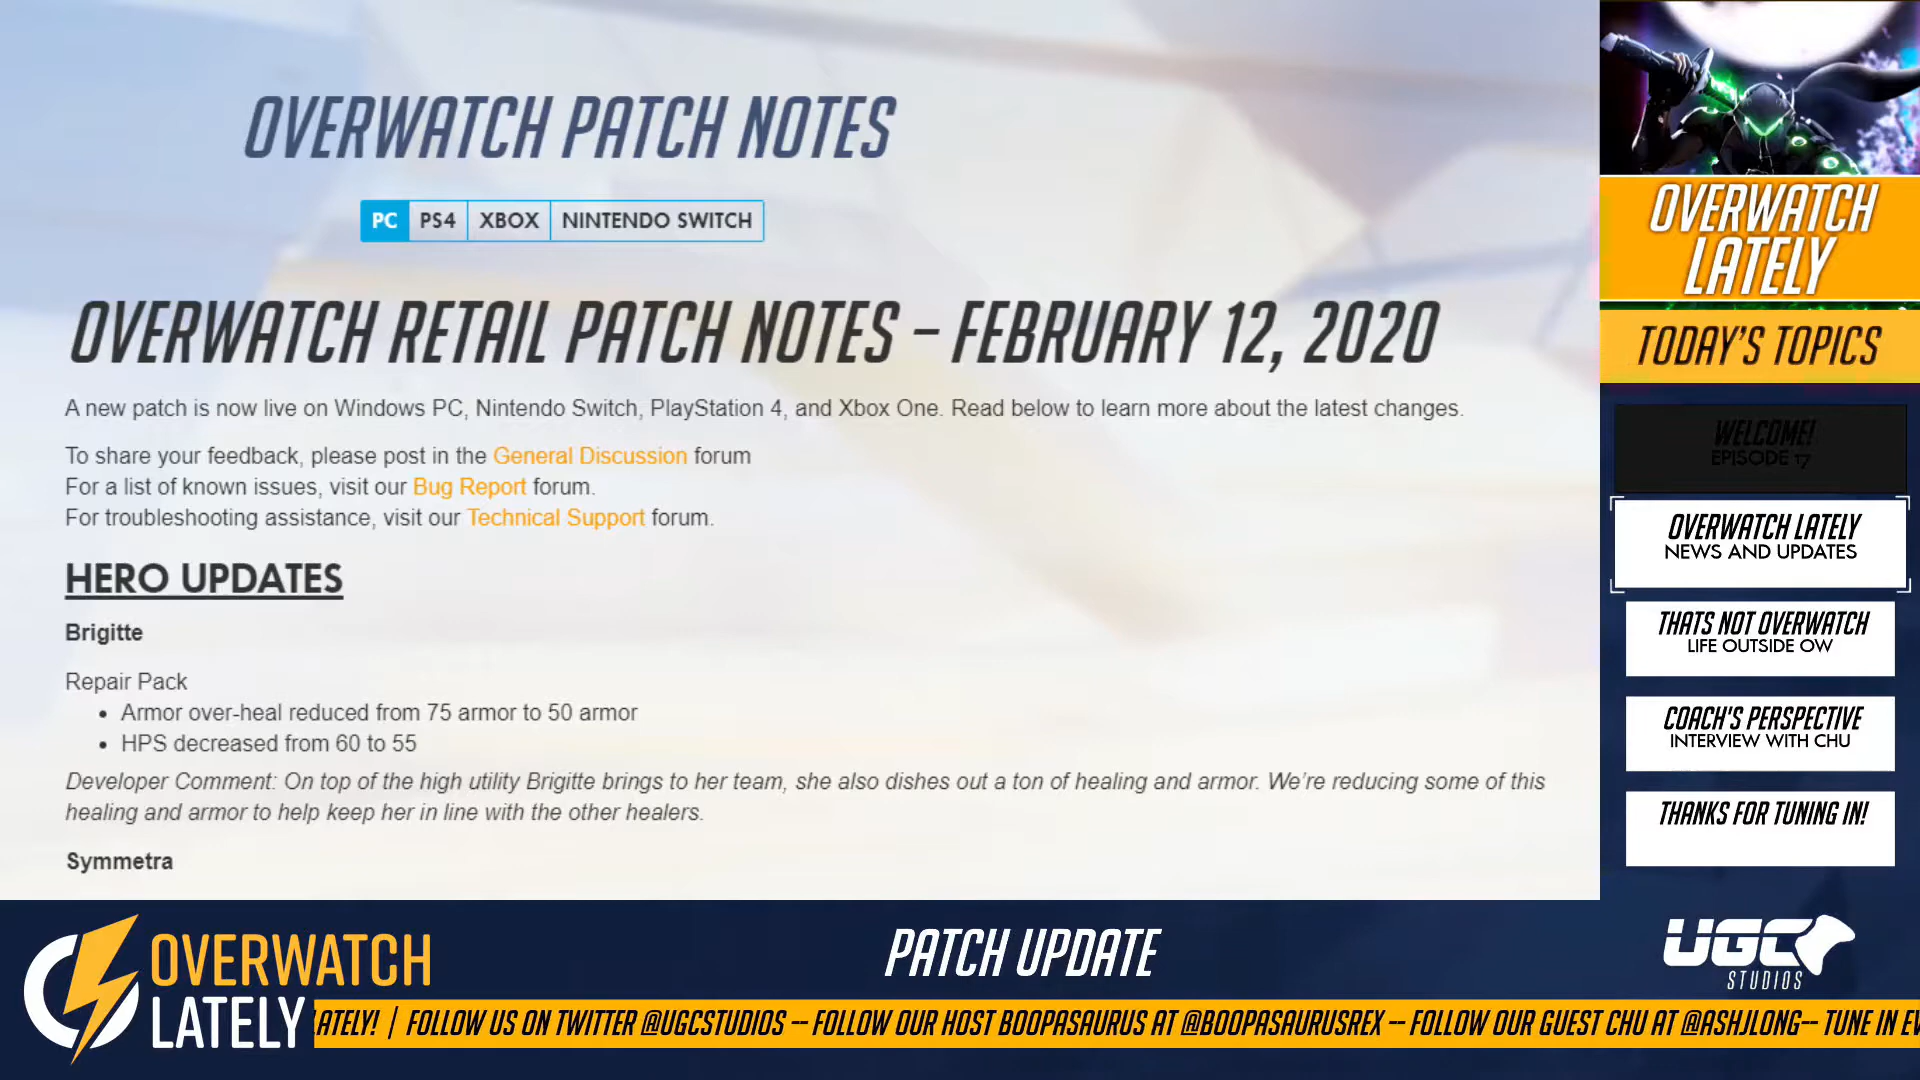 OVERWATCH PATCH NOTES
PC PS4 XBOX NINTENDO SWITCH
OVERWATCH RETAIL PATCH NOTES – FEBRUARY 12, 2020
A new patch is now live on Windows PC, Nintendo Switch, PlayStation 4, and Xbox One. Read below to learn more about the latest changes.
To share your feedback, please post in the General Discussion forum
For a list of known issues, visit our Bug Report forum.
For troubleshooting assistance, visit our Technical Support forum.
HERO UPDATES
Brigitte
Repair Pack
• Armor over-heal reduced from 75 armor to 50 armor
• HPS decreased from 60 to 55
Developer Comment: On top of the high utility Brigitte brings to her team, she also dishes out a ton of healing and armor. We’re reducing some of this
healing and armor to help keep her in line with the other healers.
Symmetra
OVERWATCH
LATELY
TODAY'S TOPICS
WELCOME!
EPISODE 17
OVERWATCH LATELY
NEWS AND UPDATES
THATS NOT OVERWATCH
LIFE OUTSIDE OW
COACH'S PERSPECTIVE
INTERVIEW WITH CHU
THANKS FOR TUNING IN!
OVERWATCH
LATELY
PATCH UPDATE
UGC
STUDIOS
ATELY! | FOLLOW US ON TWITTER @UGCSTUDIOS -- FOLLOW OUR HOST BOOPASAURUS AT @BOOPASAURUSREX -- FOLLOW OUR GUEST CHU AT @ASHJLONG-- TUNE IN EV